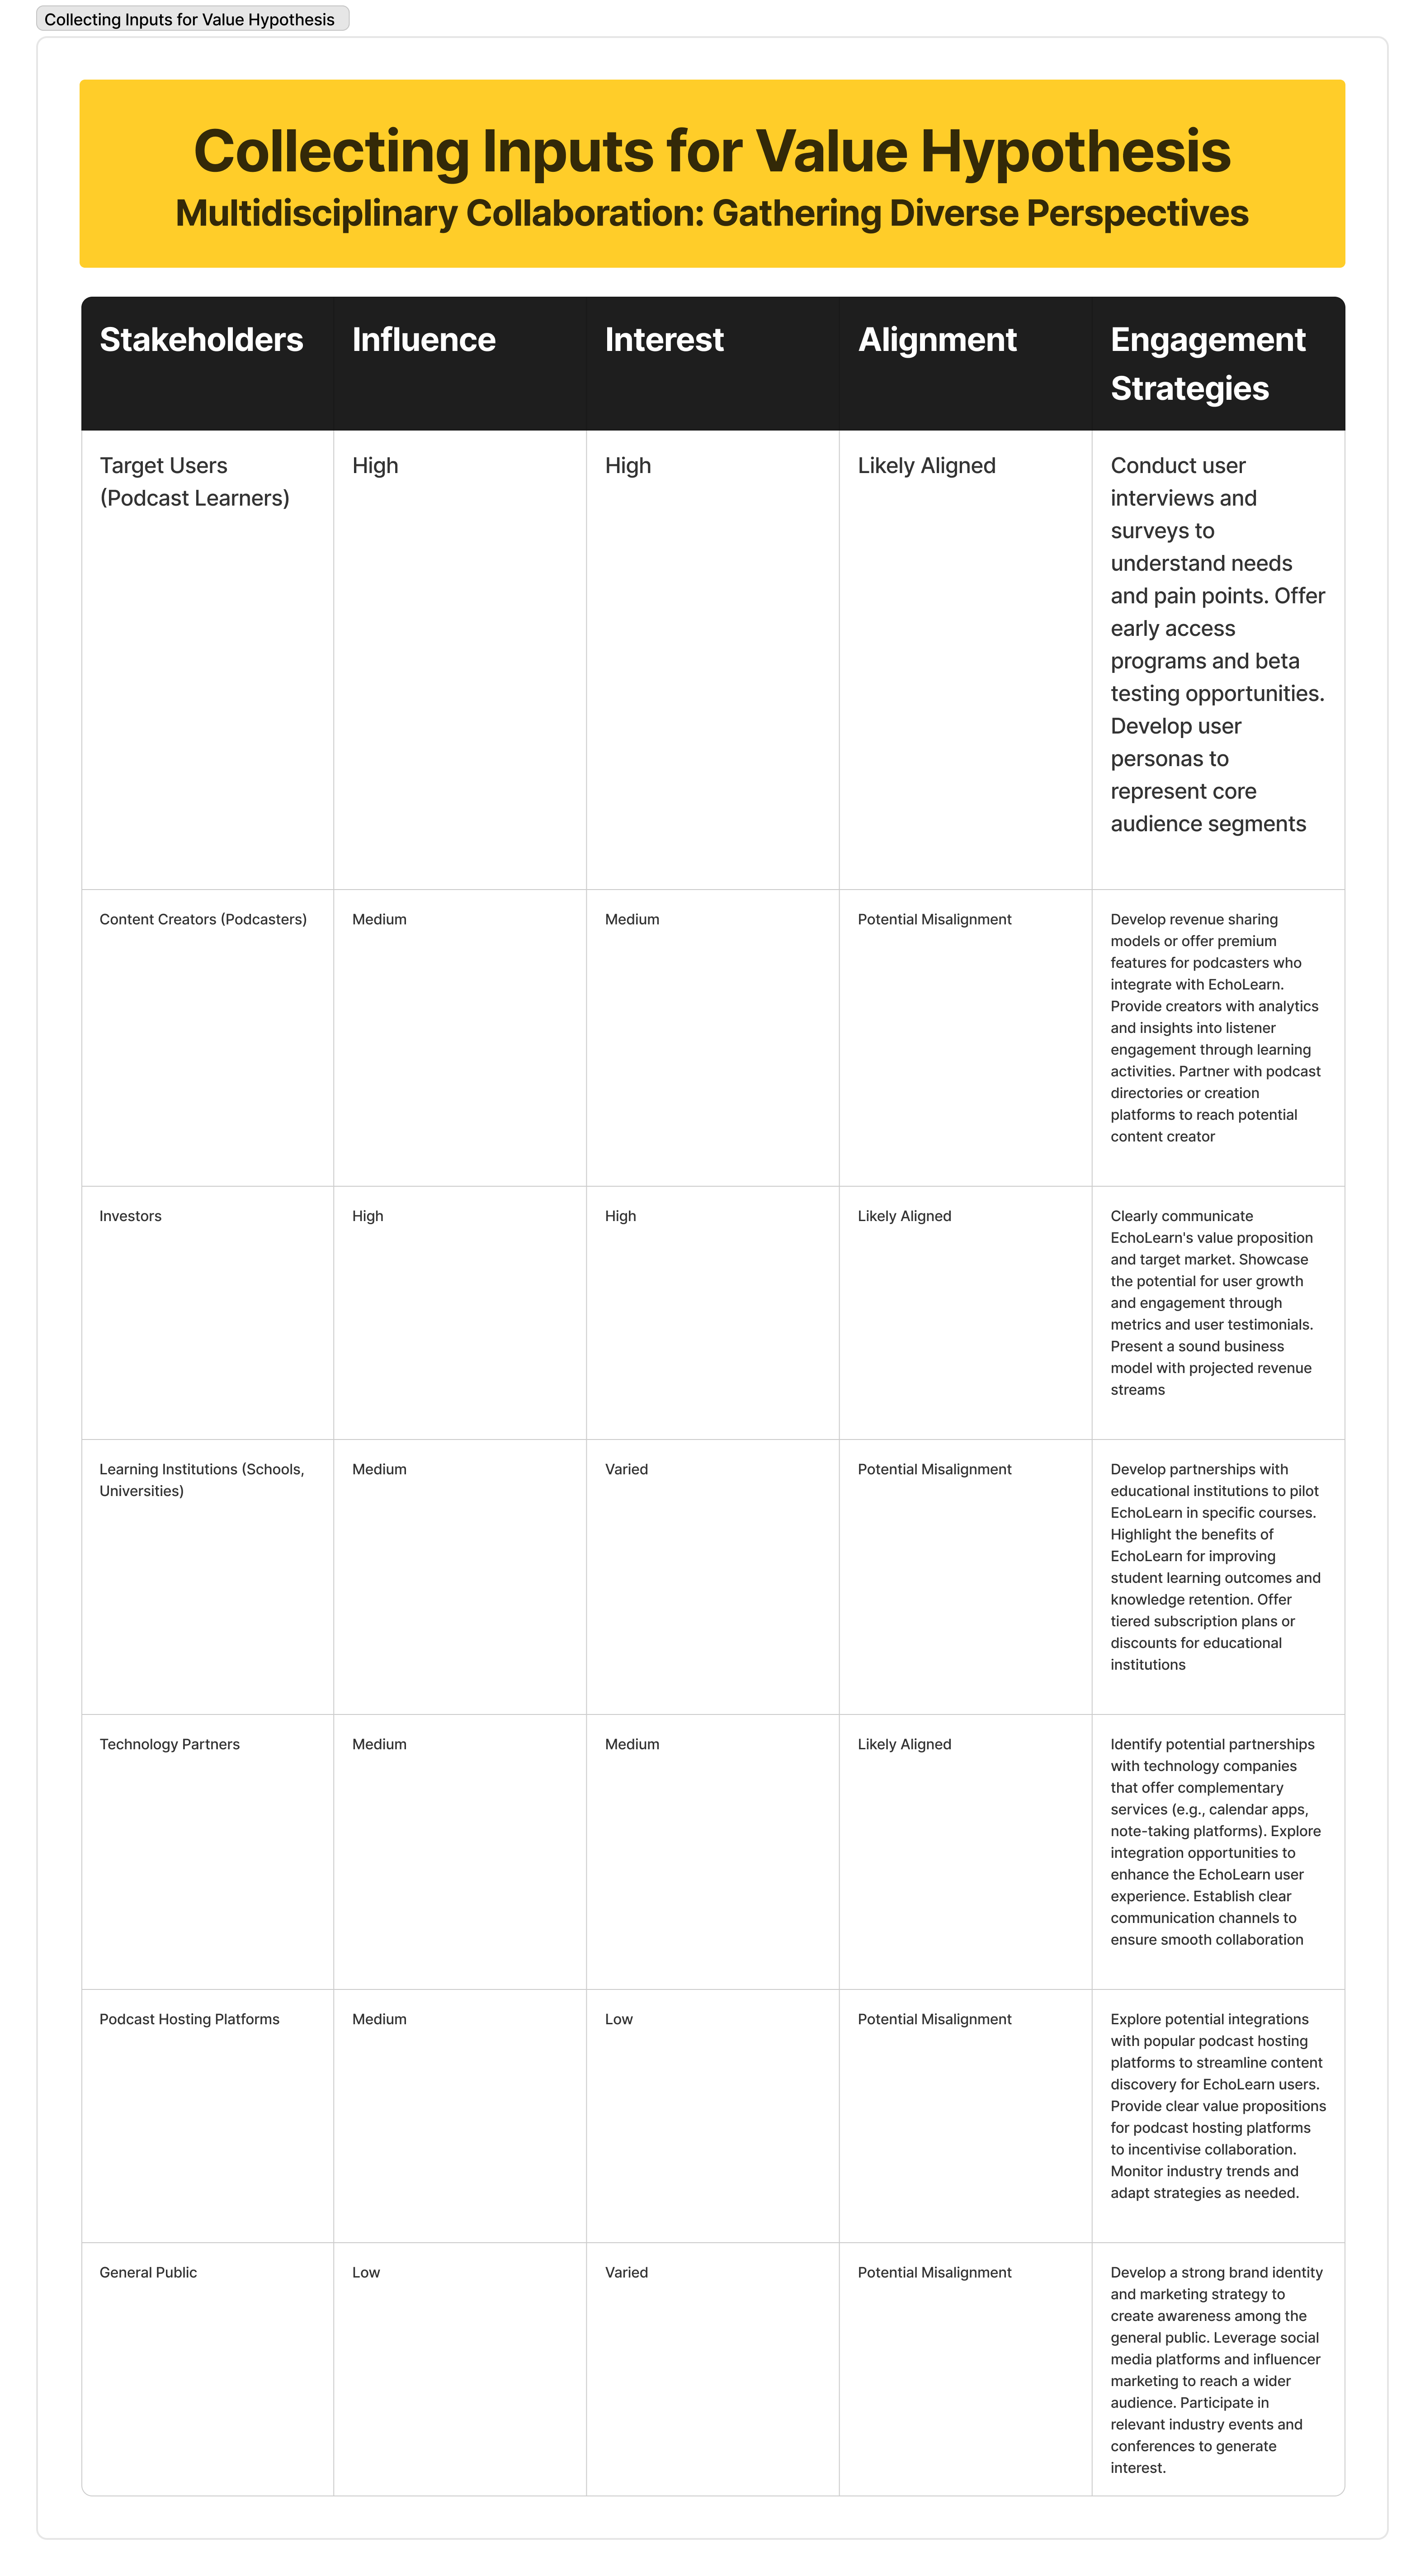 Collecting Inputs for Value Hypothesis
Collecting Inputs for Value Hypothesis
Multidisciplinary Collaboration: Gathering Diverse Perspectives
Stakeholders
Influence
Interest
Alignment
Engagement
Strategies
Target Users
(Podcast Learners)
High
High
Likely Aligned
Conduct user
interviews and
surveys to
understand needs
and pain points. Offer
early access
programs and beta
testing opportunities.
Develop user
personas to
represent core
audience segments
Content Creators (Podcasters)
Medium
Medium
Potential Misalignment
Develop revenue sharing
models or offer premium
features for podcasters who
integrate with EchoLearn.
Provide creators with analytics
and insights into listener
engagement through learning
activities. Partner with podcast
directories or creation
platforms to reach potential
content creator
Investors
High
High
Likely Aligned
Clearly communicate
EchoLearn's value proposition
and target market. Showcase
the potential for user growth
and engagement through
metrics and user testimonials.
Present a sound business
model with projected revenue
streams
Learning Institutions (Schools,
Universities)
Medium
Varied
Potential Misalignment
Develop partnerships with
educational institutions to pilot
EchoLearn in specific courses.
Highlight the benefits of
EchoLearn for improving
student learning outcomes and
knowledge retention. Offer
tiered subscription plans or
discounts for educational
institutions
Technology Partners
Medium
Medium
Likely Aligned
Identify potential partnerships
with technology companies
that offer complementary
services (e.g., calendar apps,
note-taking platforms). Explore
integration opportunities to
enhance the EchoLearn user
experience. Establish clear
communication channels to
ensure smooth collaboration
Podcast Hosting Platforms
Medium
Low
Potential Misalignment
Explore potential integrations
with popular podcast hosting
platforms to streamline content
discovery for EchoLearn users.
Provide clear value propositions
for podcast hosting platforms
to incentivise collaboration.
Monitor industry trends and
adapt strategies as needed.
General Public
Low
Varied
Potential Misalignment
Develop a strong brand identity
and marketing strategy to
create awareness among the
general public. Leverage social
media platforms and influencer
marketing to reach a wider
audience. Participate in
relevant industry events and
conferences to generate
interest.